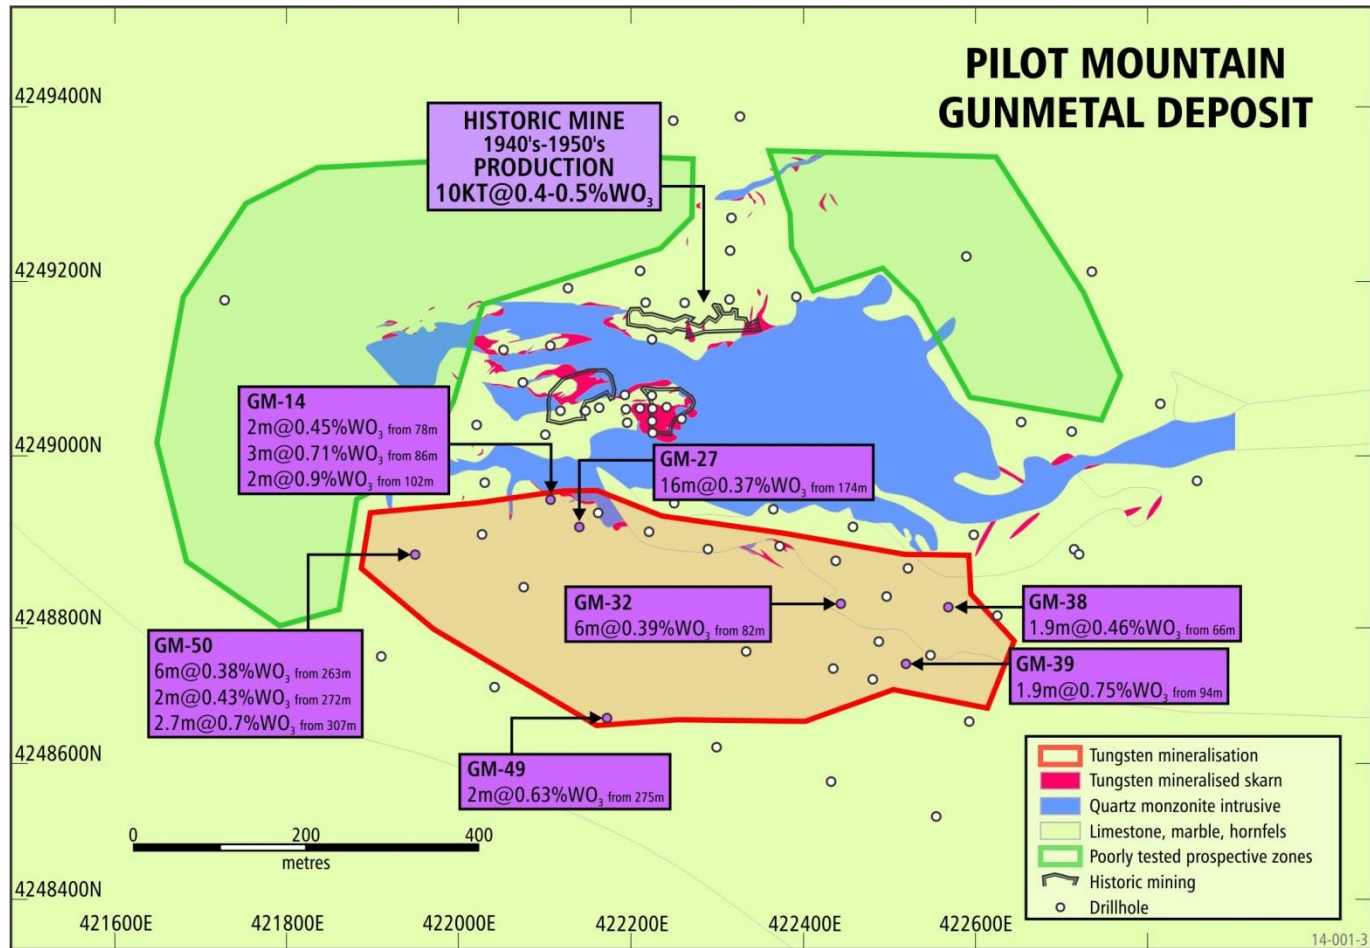 PILOT MOUNTAIN
GUNMETAL DEPOSIT
4249400N
4249200N
4249000N
4248800N
4248600N
4248400N
HISTORIC MINE
1940's-1950's
PRODUCTION
10KT@0.4-0.5%WO₃
GM-14
2m@0.45%WO₃ from 78m
3m@0.71%WO₃ from 86m
2m@0.9%WO₃ from 102m
GM-27
16m@0.37%WO₃ from 174m
GM-32
6m@0.39%WO₃ from 82m
GM-38
1.9m@0.46%WO₃ from 66m
GM-39
1.9m@0.75%WO₃ from 94m
GM-50
6m@0.38%WO₃ from 263m
2m@0.43%WO₃ from 272m
2.7m@0.7%WO₃ from 307m
GM-49
2m@0.63%WO₃ from 275m
0 200 400
metres
Tungsten mineralisation
Tungsten mineralised skarn
Quartz monzonite intrusive
Limestone, marble, hornfels
Poorly tested prospective zones
Historic mining
Drillhole
421600E 421800E 422000E 422200E 422400E 422600E
14-001-3